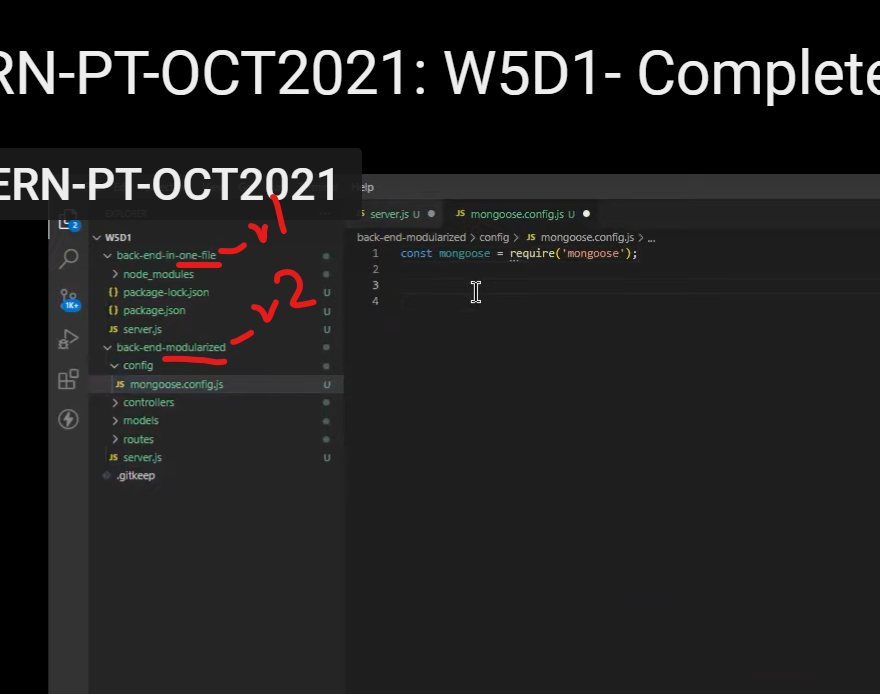 RN-PT-OCT2021: W5D1- Complete
ERN-PT-OCT2021
elp
2
server.js U
JS mongoose.config.js U
W5D1
back-end-modularized > config > JS mongoose.config.js > ...
back-end-in-one-file
v1
1 const mongoose = require('mongoose');
node_modules
2
{} package-lock.json U
3
1K+
{} package.json U
4
v2
JS server.js U
back-end-modularized
config
JS mongoose.config.js U
controllers
models
routes
JS server.js U
.gitkeep